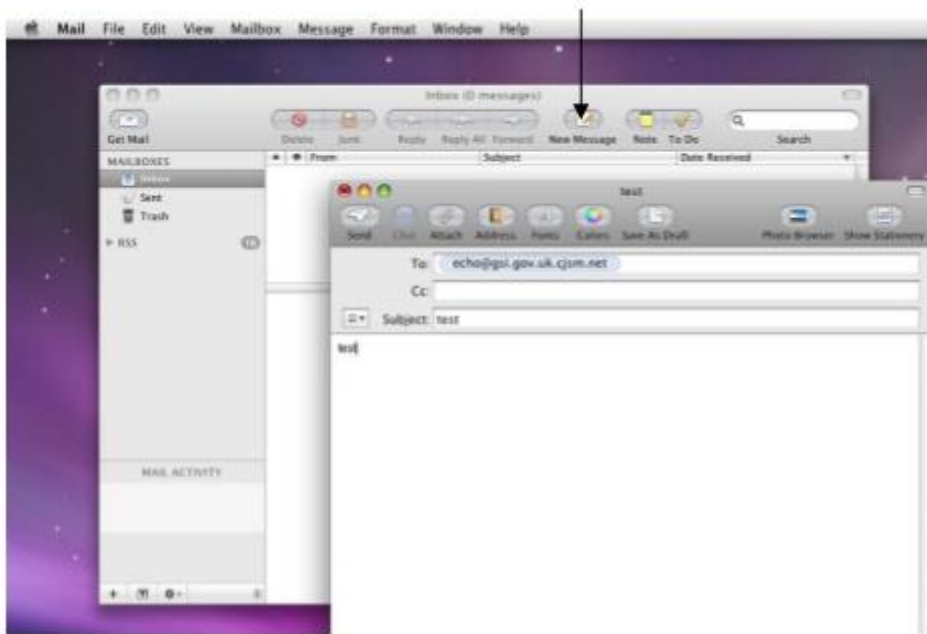 Mail File Edit View Mailbox Message Format Window Help
Inbox (0 messages)
Get Mail Delete Junk Reply Reply All Forward New Message Note To Do Search
MAILBOXES
From Subject Date Received
Inbox
Sent
Trash
RSS
MAIL ACTIVITY
test
Send Chat Attach Address Fonts Colors Save As Draft Photo Browser Show Stationery
To: echo@gsi.gov.uk.cjsm.net
Cc:
Subject: test
test